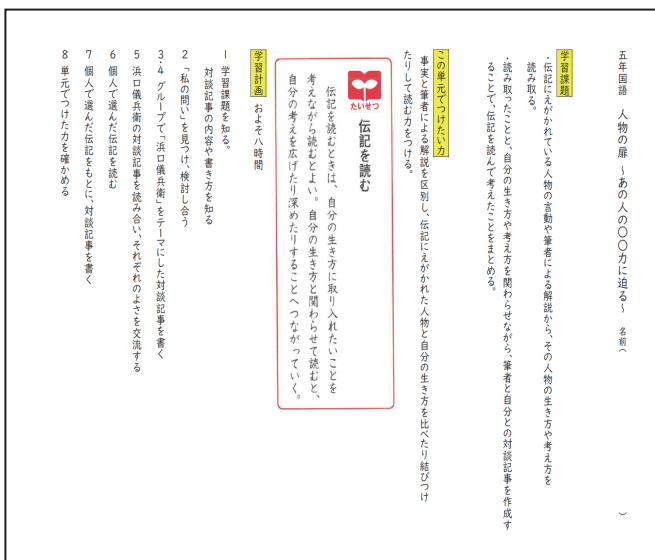 五年国語　人物の扉　～あの人の〇〇力に迫る～　名前（　　　）
学習課題
・伝記にえがかれている人物の言動や筆者による解説から、その人物の生き方や考え方を
読み取る。
・読み取ったことと、自分の生き方や考え方を関わらせながら、筆者と自分との対談記事を作成す
ることで、伝記を読んで考えたことをまとめる。
この単元でつけたい力
事実と筆者による解説を区別し、伝記にえがかれた人物と自分の生き方を比べたり結びつけ
たりして読む力をつける。
たいせつ
伝記を読む
伝記を読むときは、自分の生き方に取り入れたいことを
考えながら読むとよい。自分の生き方と関わらせて読むと、
自分の考えを広げたり深めたりすることへつながっていく。
学習計画　およそ八時間
1　学習課題を知る。
対談記事の内容や書き方を知る
2　「私の問い」を見つけ、検討し合う
3・4　グループで「浜口儀兵衛」をテーマにした対談記事を書く
5　浜口儀兵衛の対談記事を読み合い、それぞれのよさを交流する
6　個人で選んだ伝記を読む
7　個人で選んだ伝記をもとに、対談記事を書く
8　単元でつけた力を確かめる